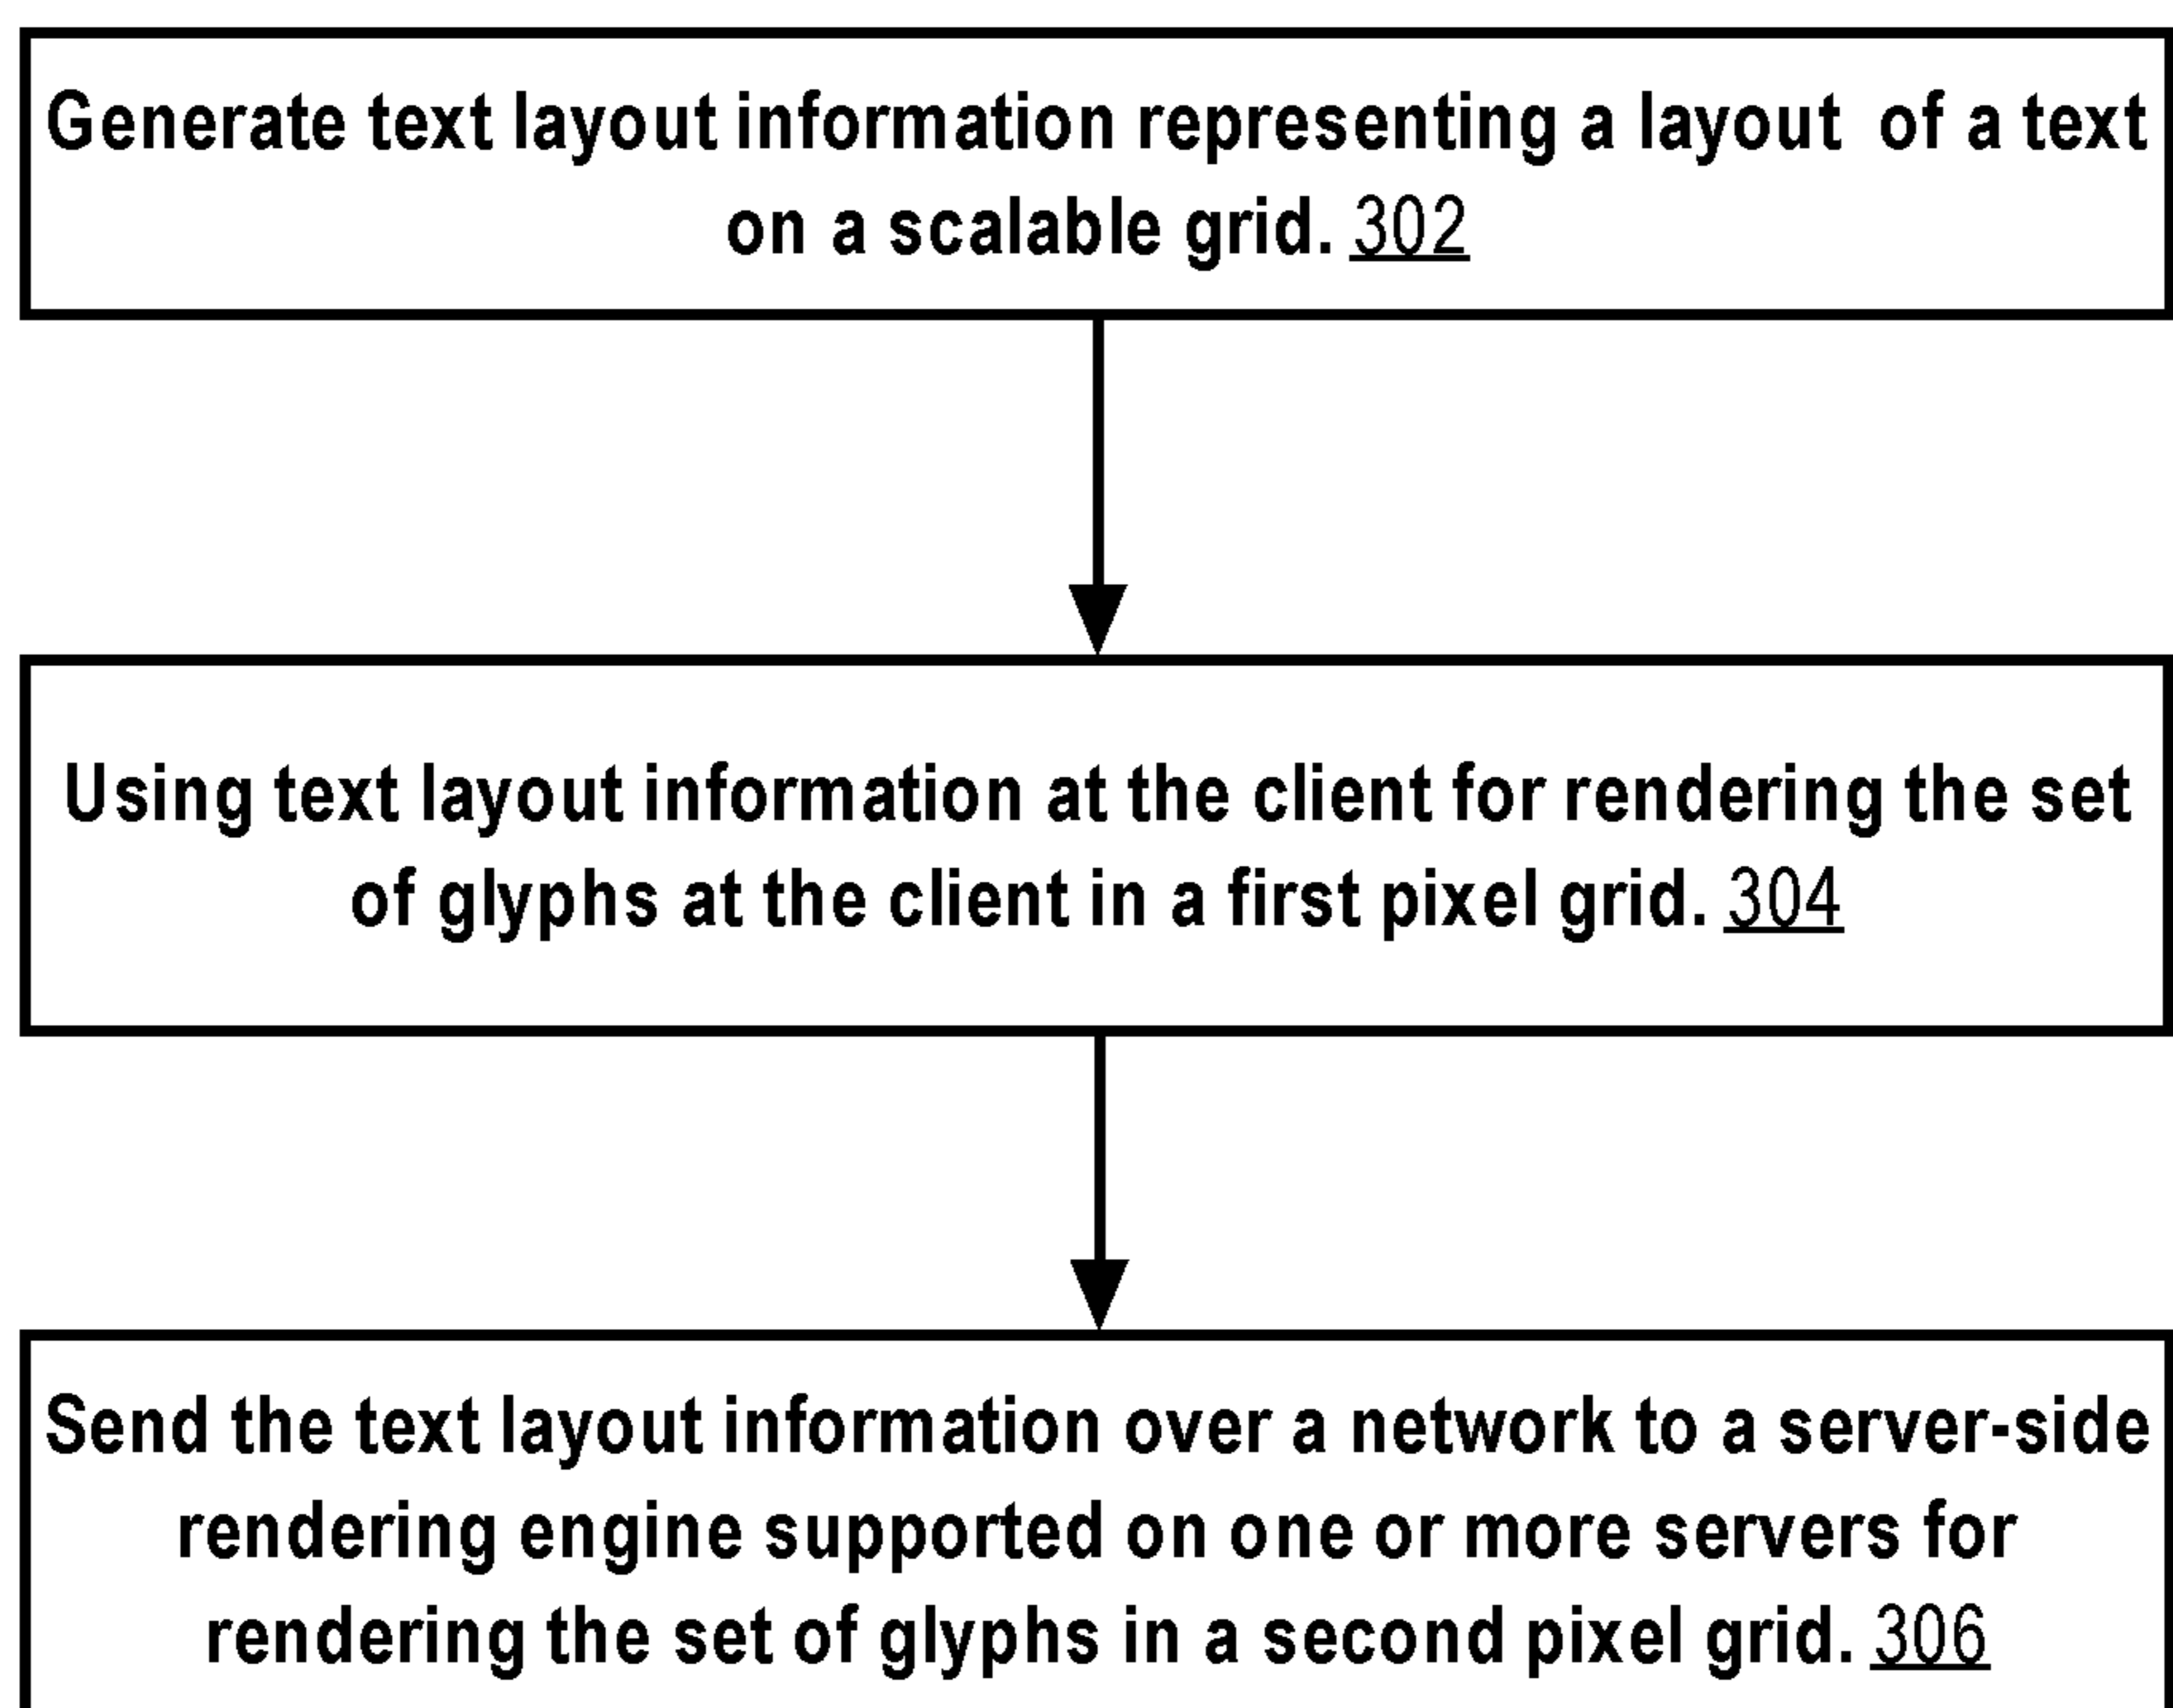 Generate text layout information representing a layout of a text
on a scalable grid. 302
Using text layout information at the client for rendering the set
of glyphs at the client in a first pixel grid. 304
Send the text layout information over a network to a server-side
rendering engine supported on one or more servers for
rendering the set of glyphs in a second pixel grid. 306